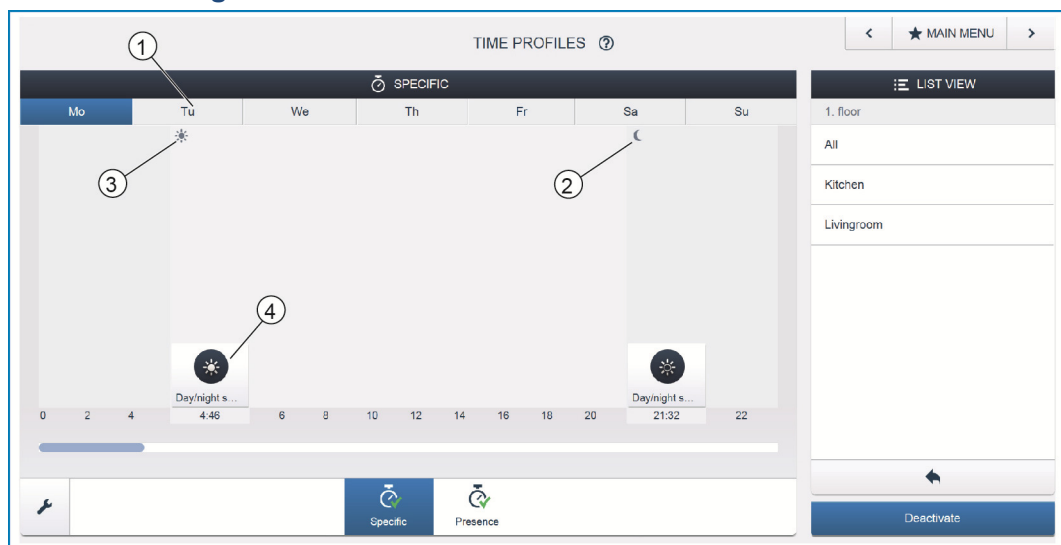 g
TIME PROFILES ?
< ★ MAIN MENU >
SPECIFIC
LIST VIEW
Mo Tu We Th Fr Sa Su
1. floor
All
Kitchen
Livingroom
1
2
3
4
Day/night s... Day/night s...
0 2 4 4:46 6 8 10 12 14 16 18 20 21:32 22
Specific Presence
Deactivate